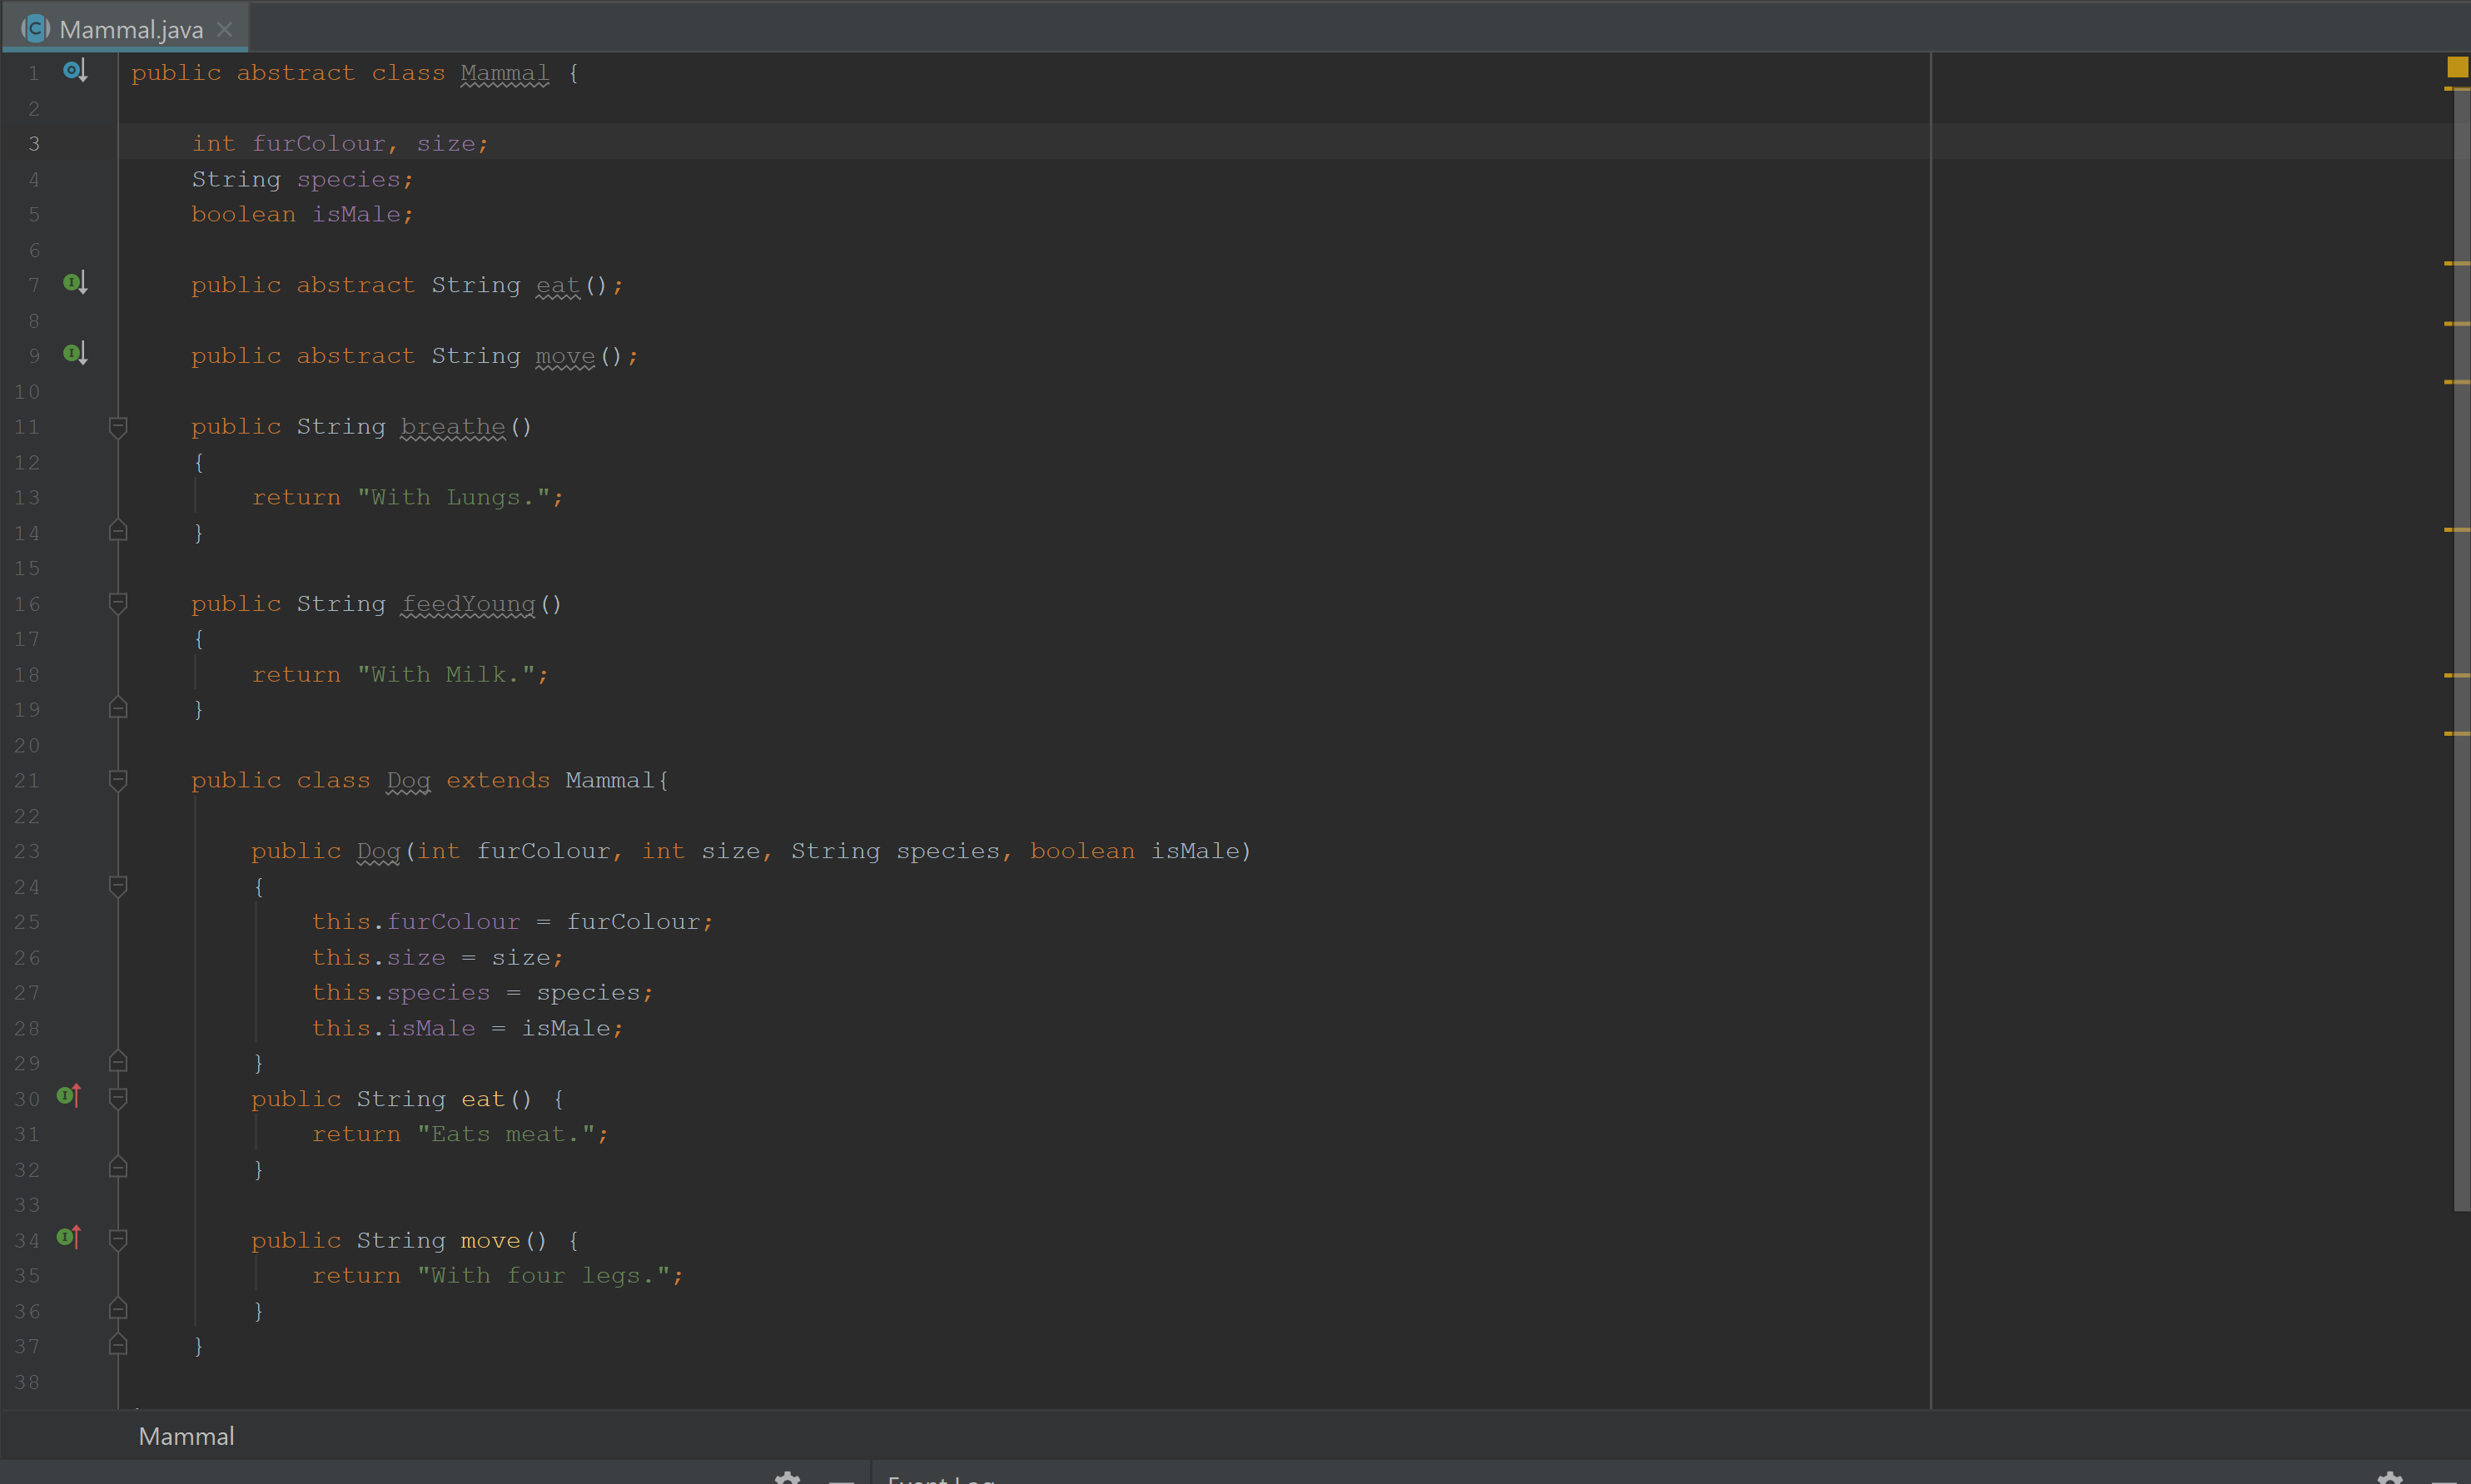 Mammal.java
1 public abstract class Mammal {
2
3 int furColour, size;
4 String species;
5 boolean isMale;
6
7 public abstract String eat();
8
9 public abstract String move();
10
11 public String breathe()
12 {
13 return "With Lungs.";
14 }
15
16 public String feedYoung()
17 {
18 return "With Milk.";
19 }
20
21 public class Dog extends Mammal{
22
23 public Dog(int furColour, int size, String species, boolean isMale)
24 {
25 this.furColour = furColour;
26 this.size = size;
27 this.species = species;
28 this.isMale = isMale;
29 }
30 public String eat() {
31 return "Eats meat.";
32 }
33
34 public String move() {
35 return "With four legs.";
36 }
37 }
38
Mammal
Event Log